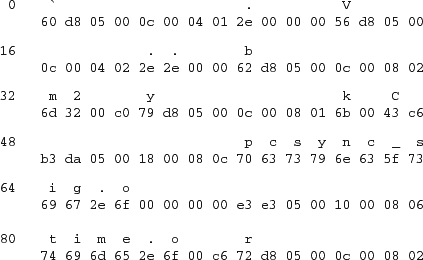 0 ` . V
60 d8 05 00 0c 00 04 01 2e 00 00 00 56 d8 05 00
16 . . b
0c 00 04 02 2e 2e 00 00 62 d8 05 00 0c 00 08 02
32 m 2 y k C
6d 32 00 c0 79 d8 05 00 0c 00 08 01 6b 00 43 c6
48 p c s y n c _ s
b3 da 05 00 18 00 08 0c 70 63 73 79 6e 63 5f 73
64 i g . o
69 67 2e 6f 00 00 00 00 e3 e3 05 00 10 00 08 06
80 t i m e . o r
74 69 6d 65 2e 6f 00 c6 72 d8 05 00 0c 00 08 02